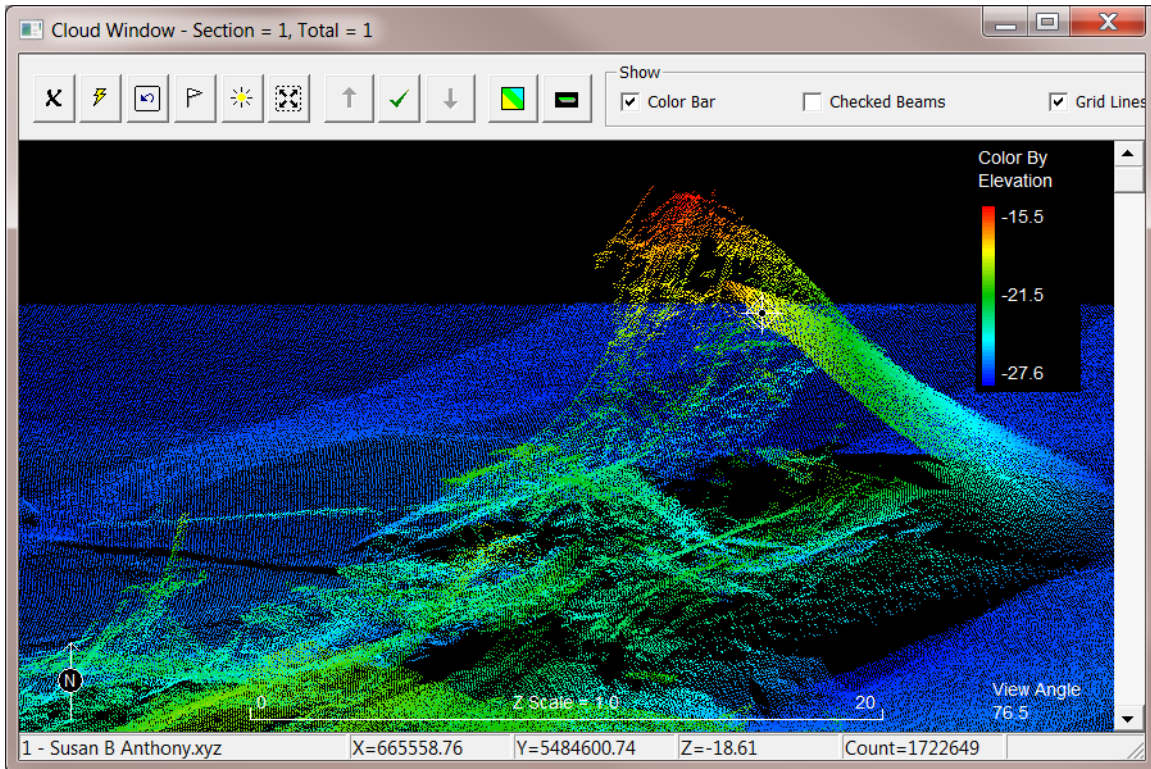 Cloud Window - Section = 1, Total = 1
Show
Color Bar
Checked Beams
Grid Lines
Color By
Elevation
-15.5
-21.5
-27.6
N
0
Z Scale = 1.0
20
View Angle
76.5
1 - Susan B Anthony.xyz
X=665558.76
Y=5484600.74
Z=-18.61
Count=1722649